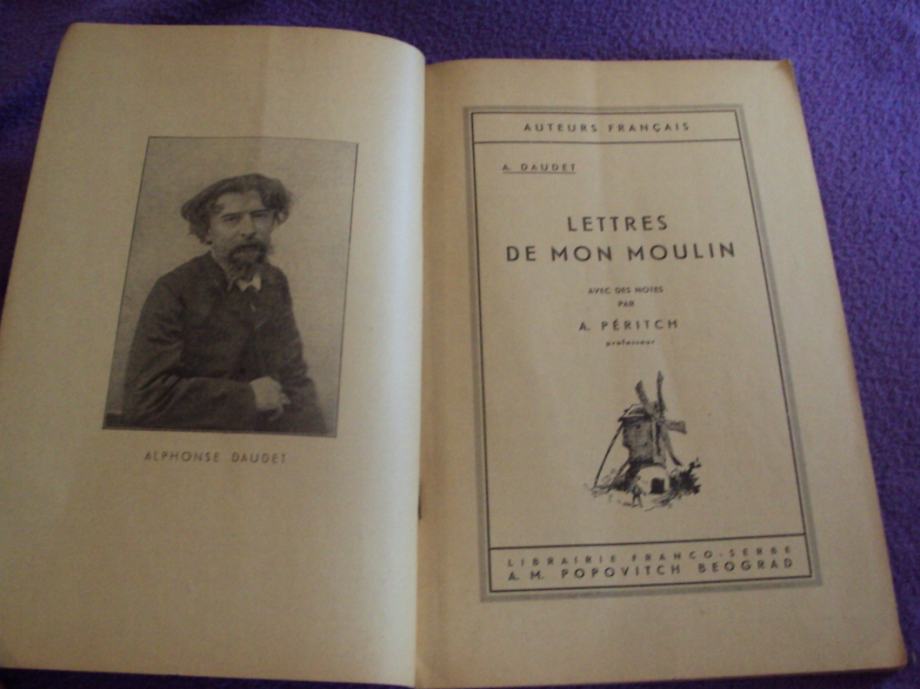 ALPHONSE DAUDET
AUTEURS FRANÇAIS
A. DAUDET
LETTRES
DE MON MOULIN
AVEC DES NOTES
PAR
A. PÉRITCH
professeur
LIBRAIRIE FRANCO-SERBE
A. M. POPOVITCH BEOGRAD